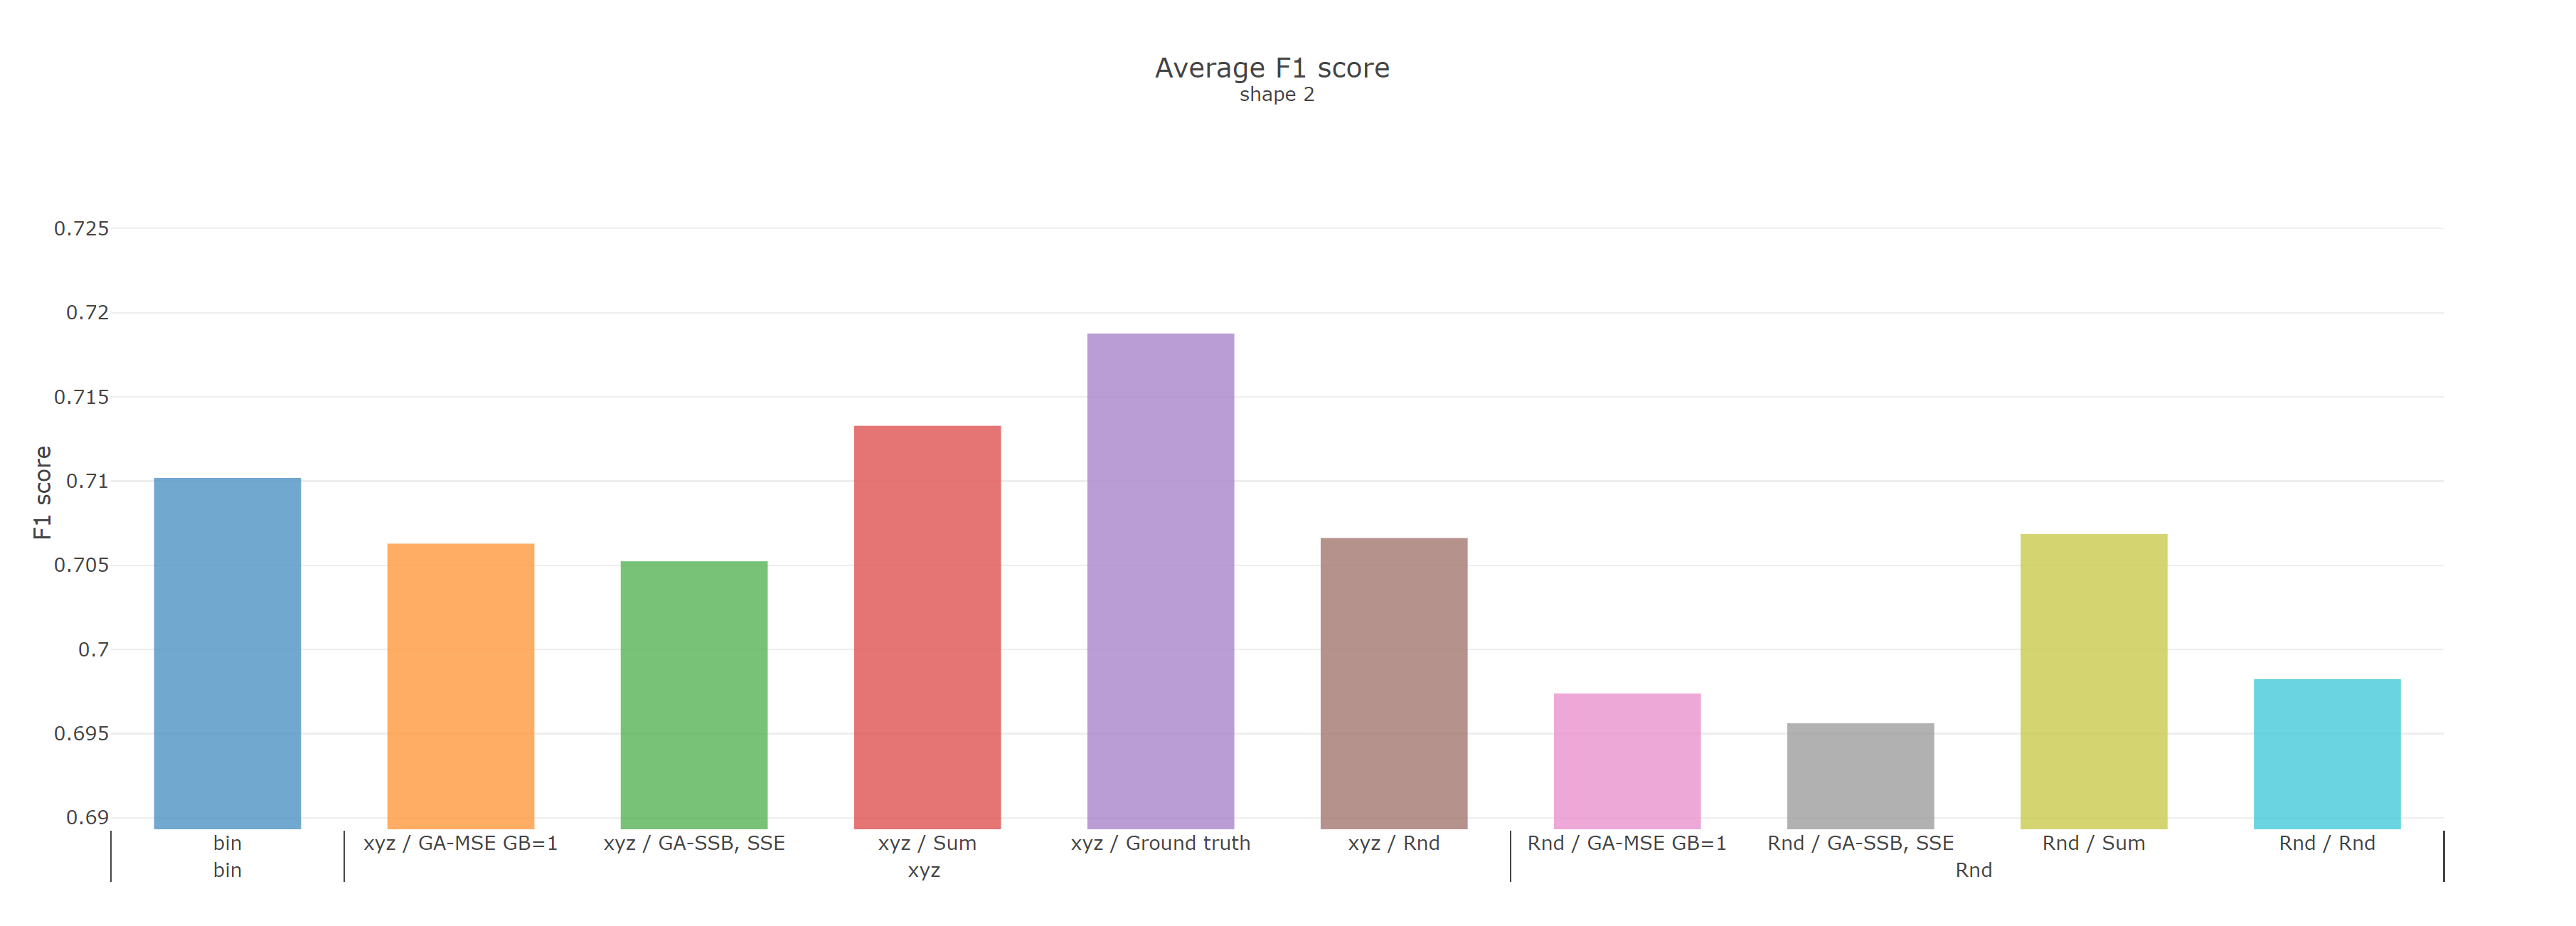 Average F1 score
shape 2
F1 score
0.725
0.72
0.715
0.71
0.705
0.7
0.695
0.69
bin
xyz / GA-MSE GB=1
xyz / GA-SSB, SSE
xyz / Sum
xyz / Ground truth
xyz / Rnd
Rnd / GA-MSE GB=1
Rnd / GA-SSB, SSE
Rnd / Sum
Rnd / Rnd
bin
xyz
Rnd